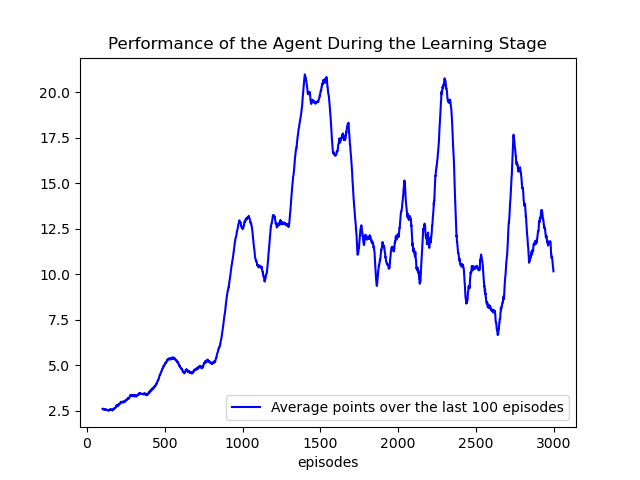 Performance of the Agent During the Learning Stage
20.0
17.5
15.0
12.5
10.0
7.5
5.0
2.5
Average points over the last 100 episodes
0 500 1000 1500 2000 2500 3000
episodes